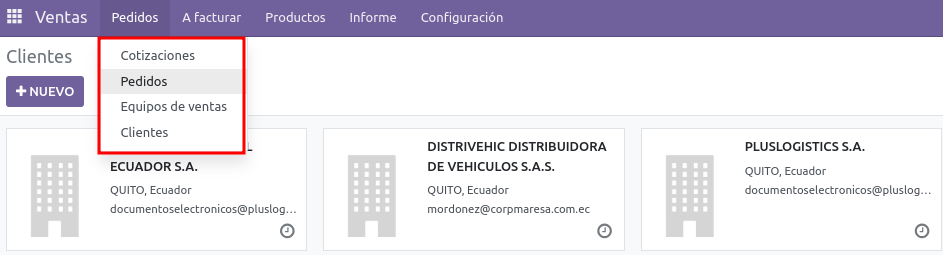 Ventas Pedidos A facturar Productos Informe Configuración
Clientes
NUEVO
Cotizaciones
Pedidos
Equipos de ventas
Clientes
ECUADOR S.A.
QUITO, Ecuador
documentoselectronicos@pluslog...
DISTRIVEHIC DISTRIBUIDORA
DE VEHICULOS S.A.S.
QUITO, Ecuador
mordonez@corpmaresa.com.ec
PLUSLOGISTICS S.A.
QUITO, Ecuador
documentoselectronicos@pluslog...